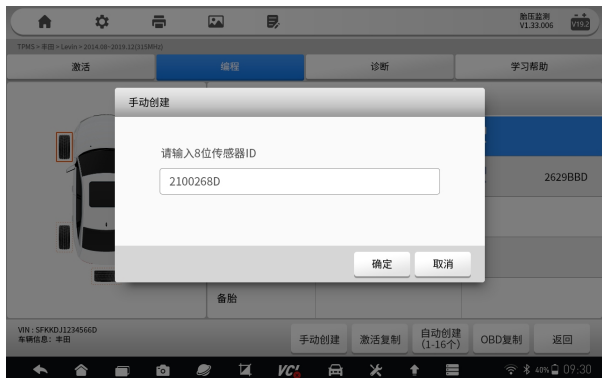 胎压监测
V1.33.006
V19.2
TPMS > 丰田 > Levin > 2014.08-2019.12(315MHz)
激活
编程
诊断
学习帮助
手动创建
请输入8位传感器ID
2100268D
2629BBD
确定
取消
备胎
VIN : SFKKDJ1234566D
车辆信息：丰田
手动创建
激活复制
自动创建
(1-16个)
OBD复制
返回
VCI
40%
09:30